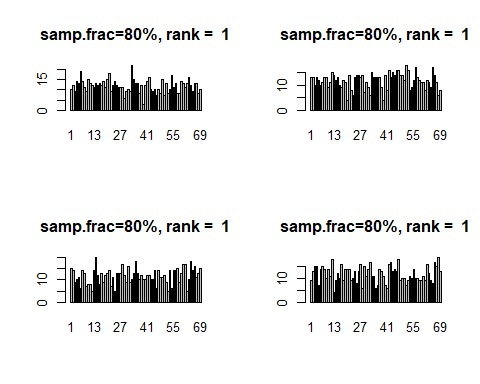 samp.frac=80%, rank = 1
15
0
1 13 27 41 55 69
samp.frac=80%, rank = 1
10
0
1 13 27 41 55 69
samp.frac=80%, rank = 1
10
0
1 13 27 41 55 69
samp.frac=80%, rank = 1
10
0
1 13 27 41 55 69